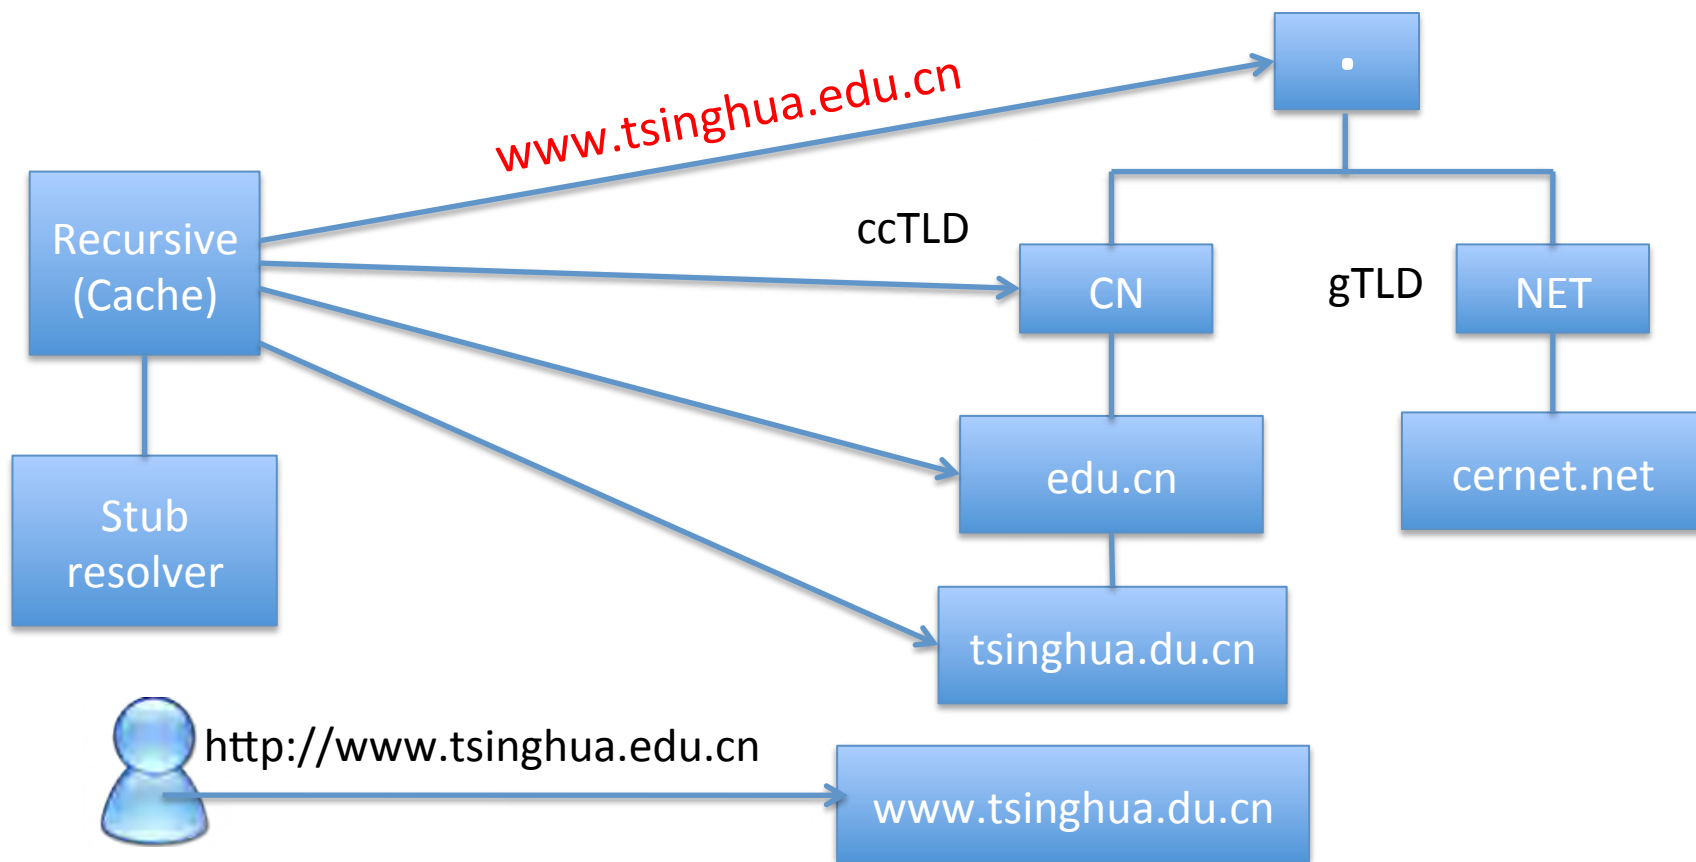 .
www.tsinghua.edu.cn
Recursive
(Cache)
ccTLD
CN
gTLD
NET
edu.cn
cernet.net
Stub
resolver
tsinghua.du.cn
http://www.tsinghua.edu.cn
www.tsinghua.du.cn